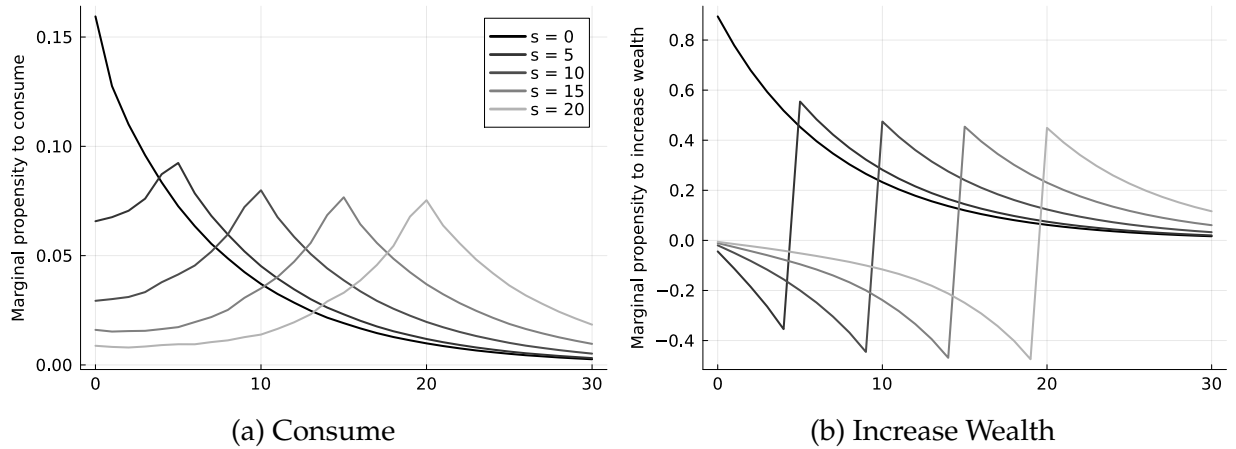 Marginal propensity to consume
0.15
0.10
0.05
0.00
0
10
20
30
s = 0
s = 5
s = 10
s = 15
s = 20
(a) Consume
Marginal propensity to increase wealth
0.8
0.6
0.4
0.2
0.0
−0.2
−0.4
0
10
20
30
(b) Increase Wealth